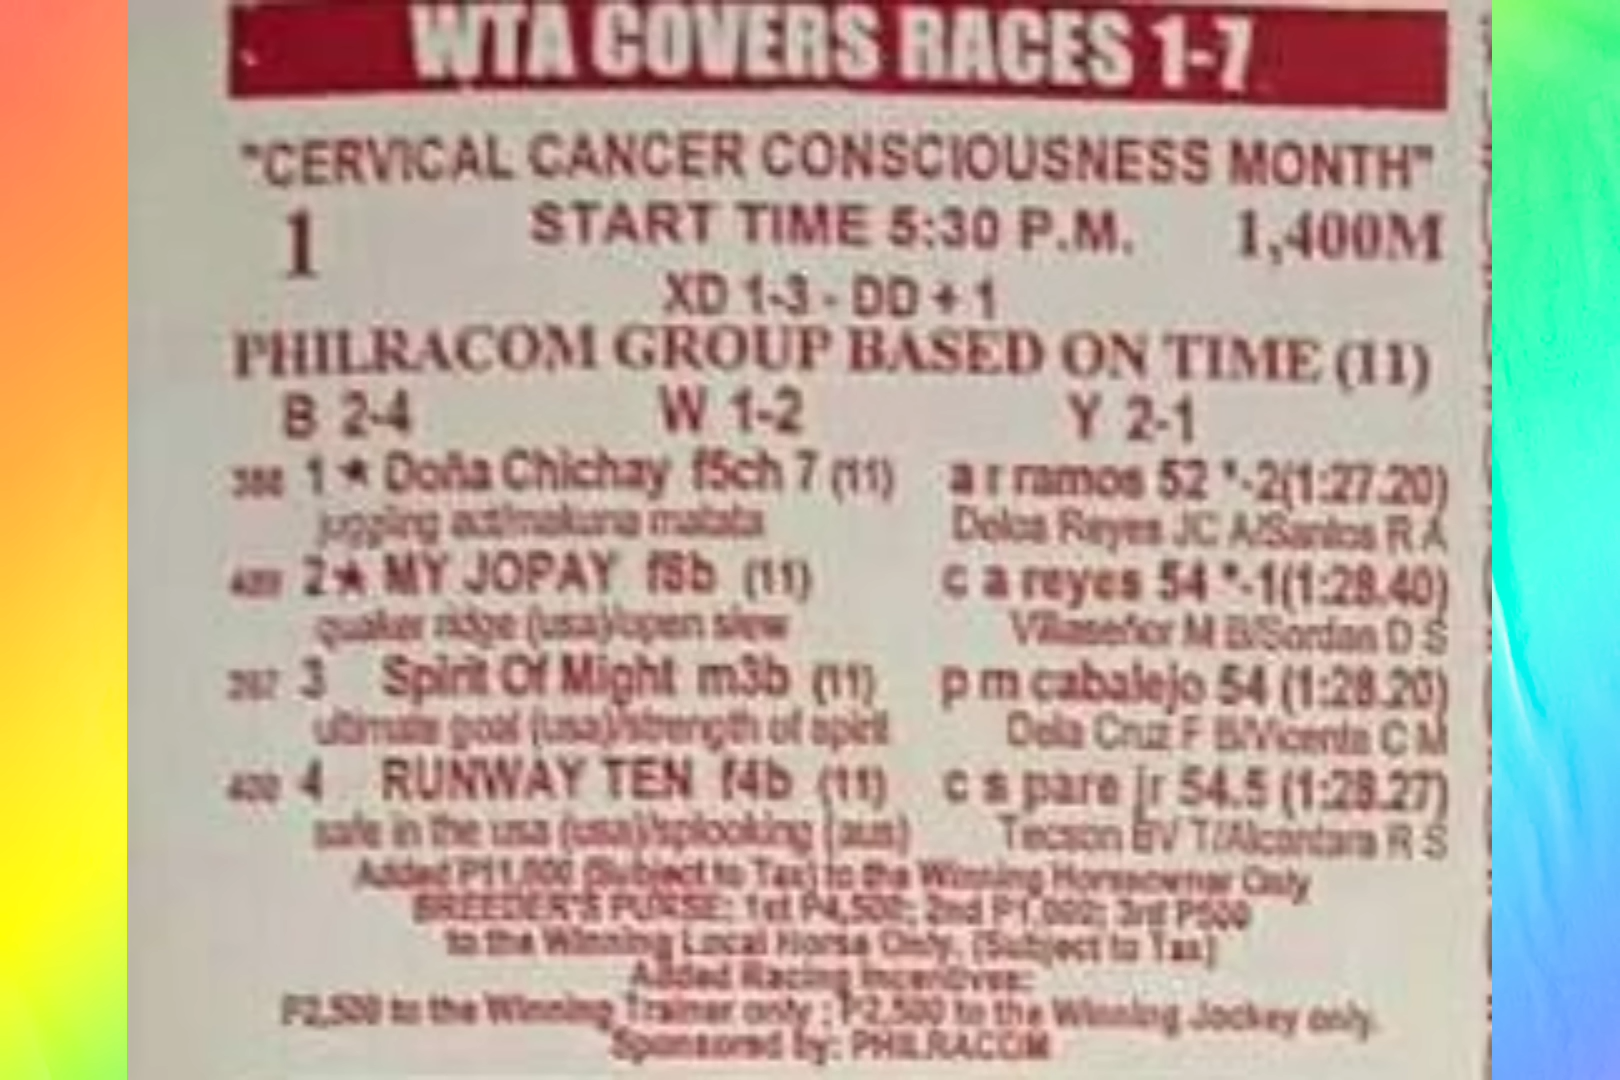 WTA COVERS RACES 1-7
"CERVICAL CANCER CONSCIOUSNESS MONTH"
1 START TIME 5:30 P.M. 1,400M
XD 1-3 - DD + 1
PHILRACOM GROUP BASED ON TIME (11)
B 2-4 W 1-2 Y 2-1
1 ★ Doña Chichay f5ch 7 (11) a r ramos 52 *-2(1:27.20)
juggling act/makuna matata Delos Reyes JC A/Santos R A
2 ★ MY JOPAY f8b (11) c a reyes 54 *-1(1:28.40)
quaker ridge (usa)/open slew Villaseñor M B/Sordan D S
3 Spirit Of Might m3b (11) p m cabalejo 54 (1:28.20)
ultimate goal (usa)/strength of spirit Dela Cruz F B/Vicente C M
400 4 RUNWAY TEN f4b (11) c s pare jr 54.5 (1:28.27)
safe in the usa (usa)/splooking (aus) Tecson BV T/Alcantara R S
Added P11,000 (Subject to Tax) to the Winning Horseowner Only
BREEDER'S PURSE: 1st P4,500; 2nd P1,000; 3rd P500
to the Winning Local Horse Only. (Subject to Tax)
Added Racing Incentives:
P2,500 to the Winning Trainer only ; P2,500 to the Winning Jockey only.
Sponsored by: PHILRACOM